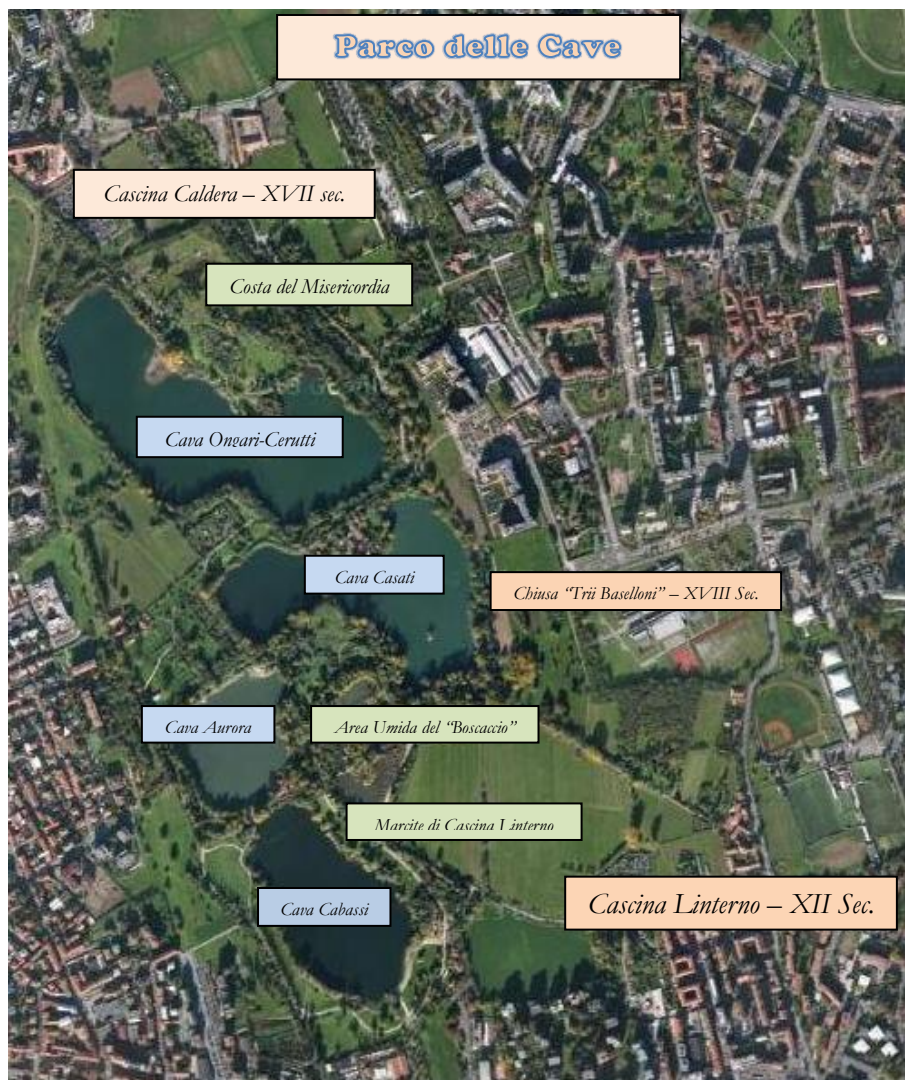 Parco delle Cave
Cascina Caldera – XVII sec.
Costa del Misericordia
Cava Ongari-Cerutti
Cava Casati
Chiusa “Trii Baselloni” – XVIII Sec.
Cava Aurora
Area Umida del “Boscaccio”
Marcite di Cascina Linterno
Cascina Linterno – XII Sec.
Cava Cabassi